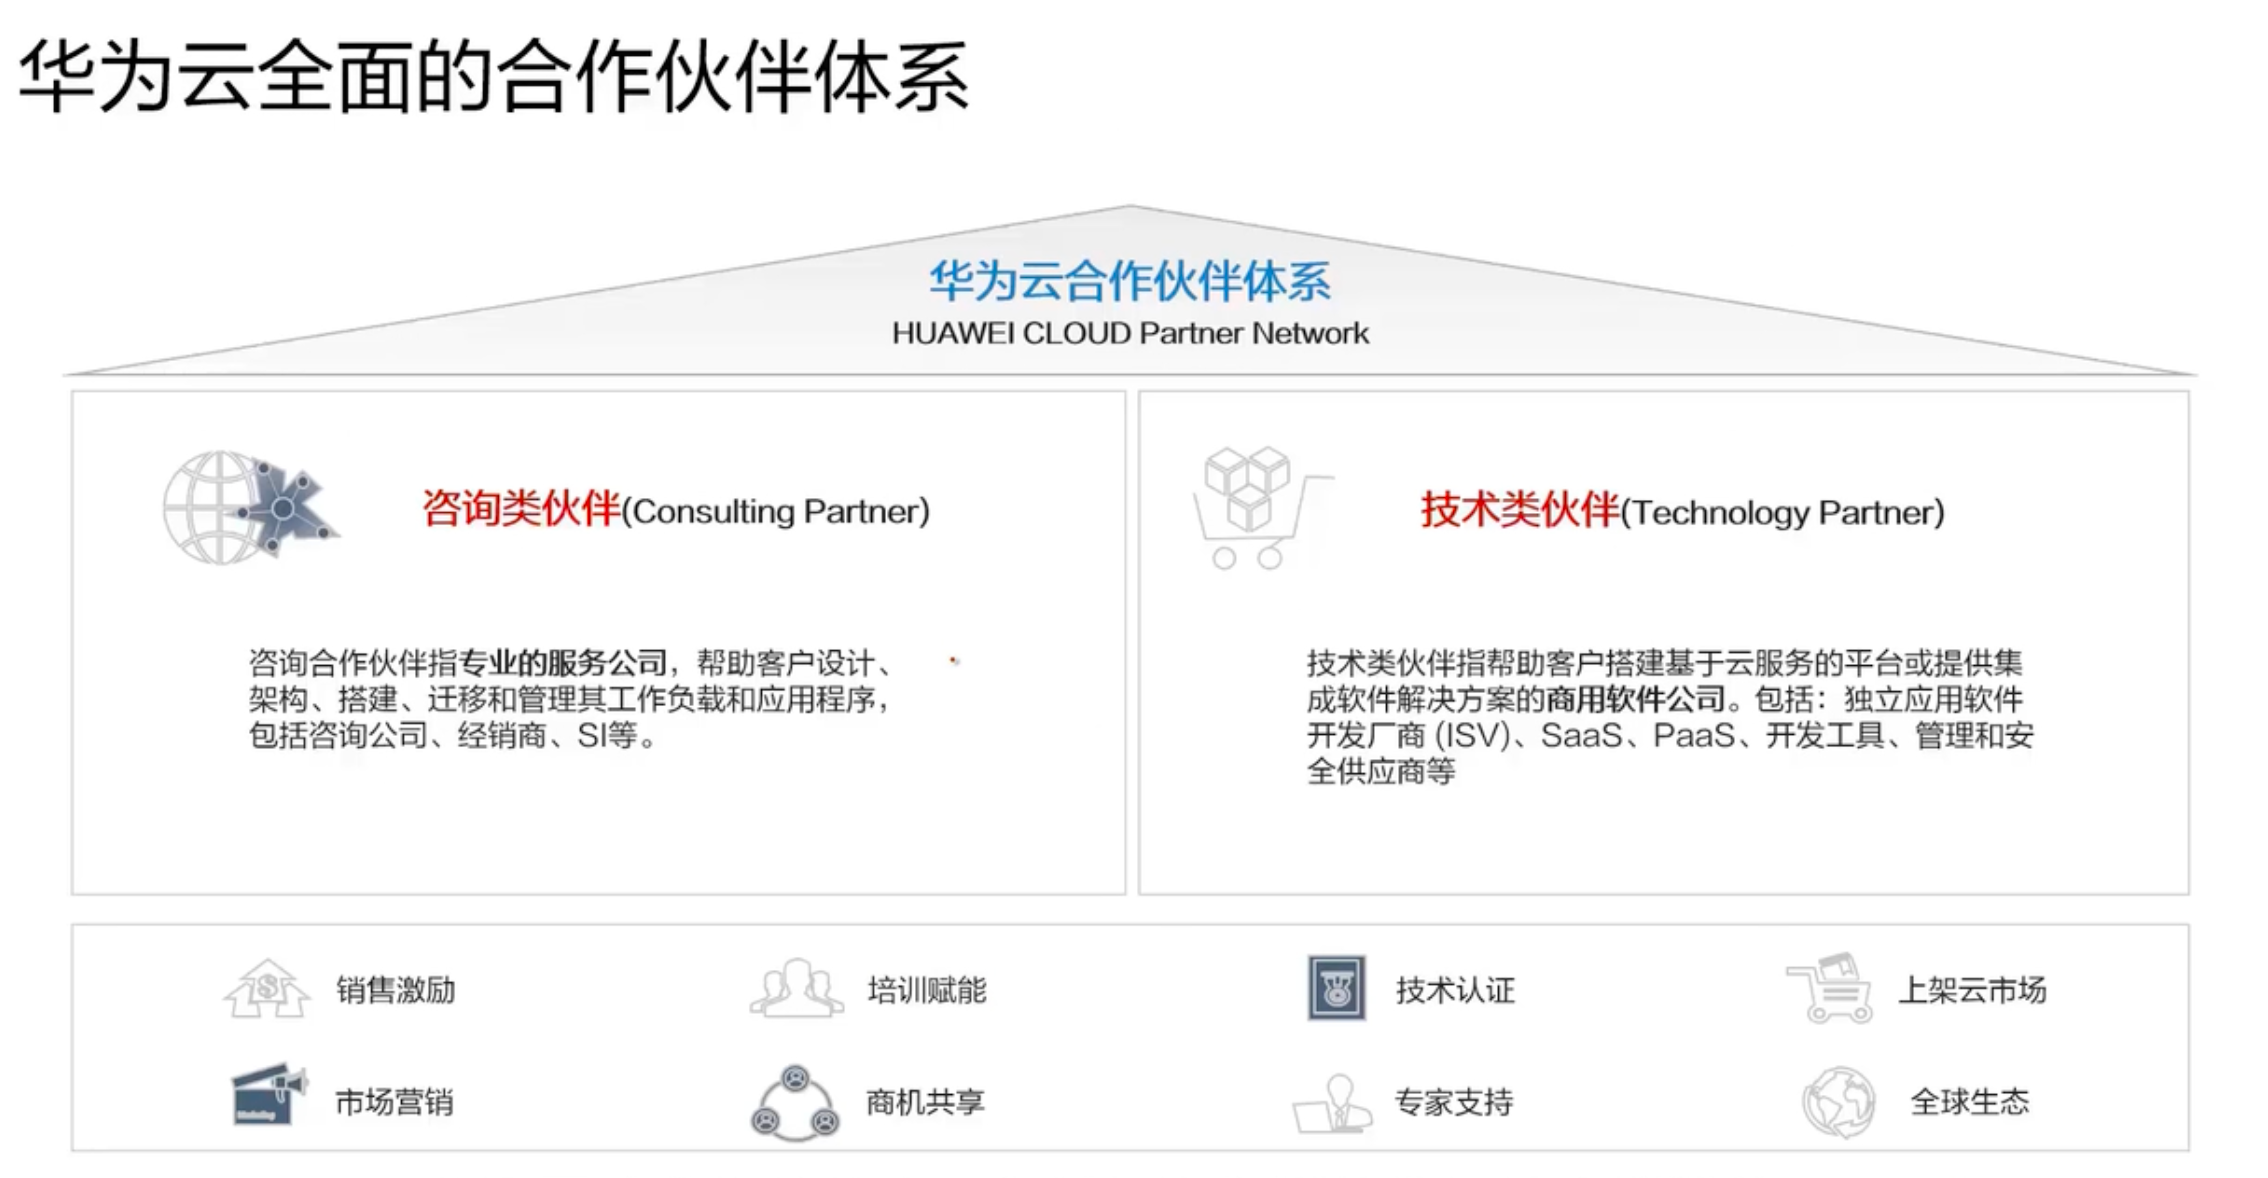 华为云全面的合作伙伴体系
华为云合作伙伴体系
HUAWEI CLOUD Partner Network
咨询类伙伴(Consulting Partner)
咨询合作伙伴指专业的服务公司，帮助客户设计、
架构、搭建、迁移和管理其工作负载和应用程序，
包括咨询公司、经销商、SI等。
技术类伙伴(Technology Partner)
技术类伙伴指帮助客户搭建基于云服务的平台或提供集
成软件解决方案的商用软件公司。包括：独立应用软件
开发厂商 (ISV)、SaaS、PaaS、开发工具、管理和安
全供应商等
销售激励
培训赋能
技术认证
上架云市场
Marketing
市场营销
商机共享
专家支持
全球生态